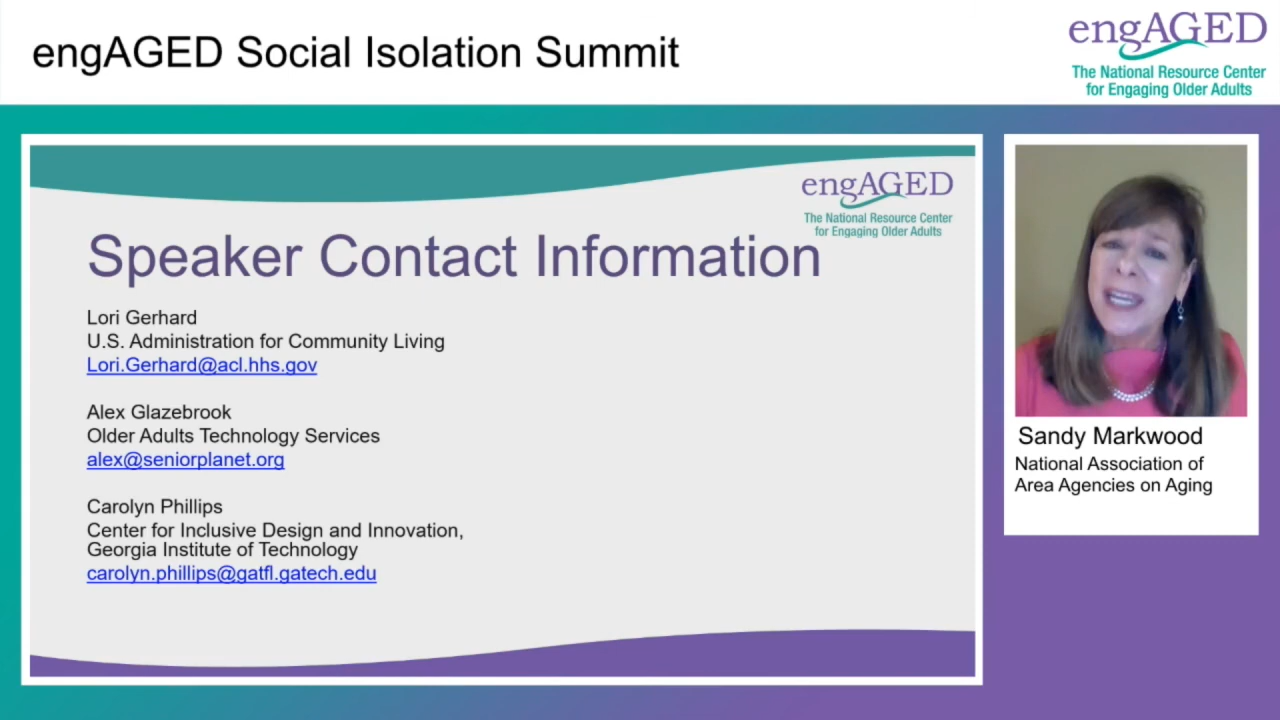 engAGED Social Isolation Summit
engAGED
The National Resource Center
for Engaging Older Adults
engAGED
The National Resource Center
for Engaging Older Adults
Speaker Contact Information
Lori Gerhard
U.S. Administration for Community Living
Lori.Gerhard@acl.hhs.gov
Alex Glazebrook
Older Adults Technology Services
alex@seniorplanet.org
Carolyn Phillips
Center for Inclusive Design and Innovation,
Georgia Institute of Technology
carolyn.phillips@gatfl.gatech.edu
Sandy Markwood
National Association of
Area Agencies on Aging